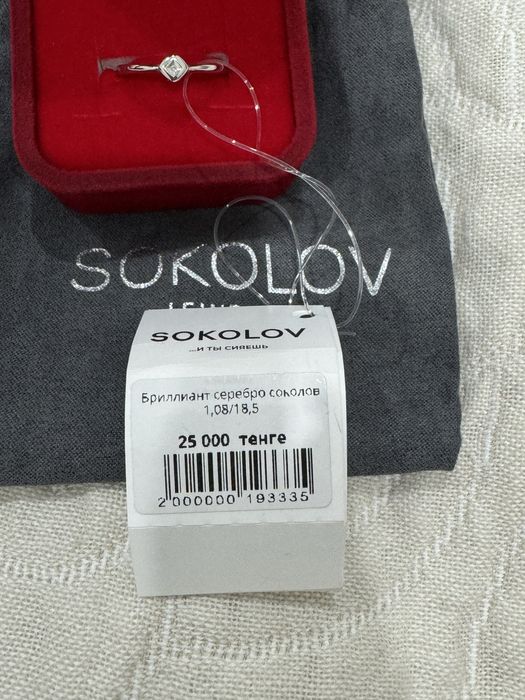 SOKOLOV
SOKOLOV
...И ТЫ СИЯЕШЬ
Бриллиант серебро соколов
1,08/18,5
25 000 тенге
2 000000 193335